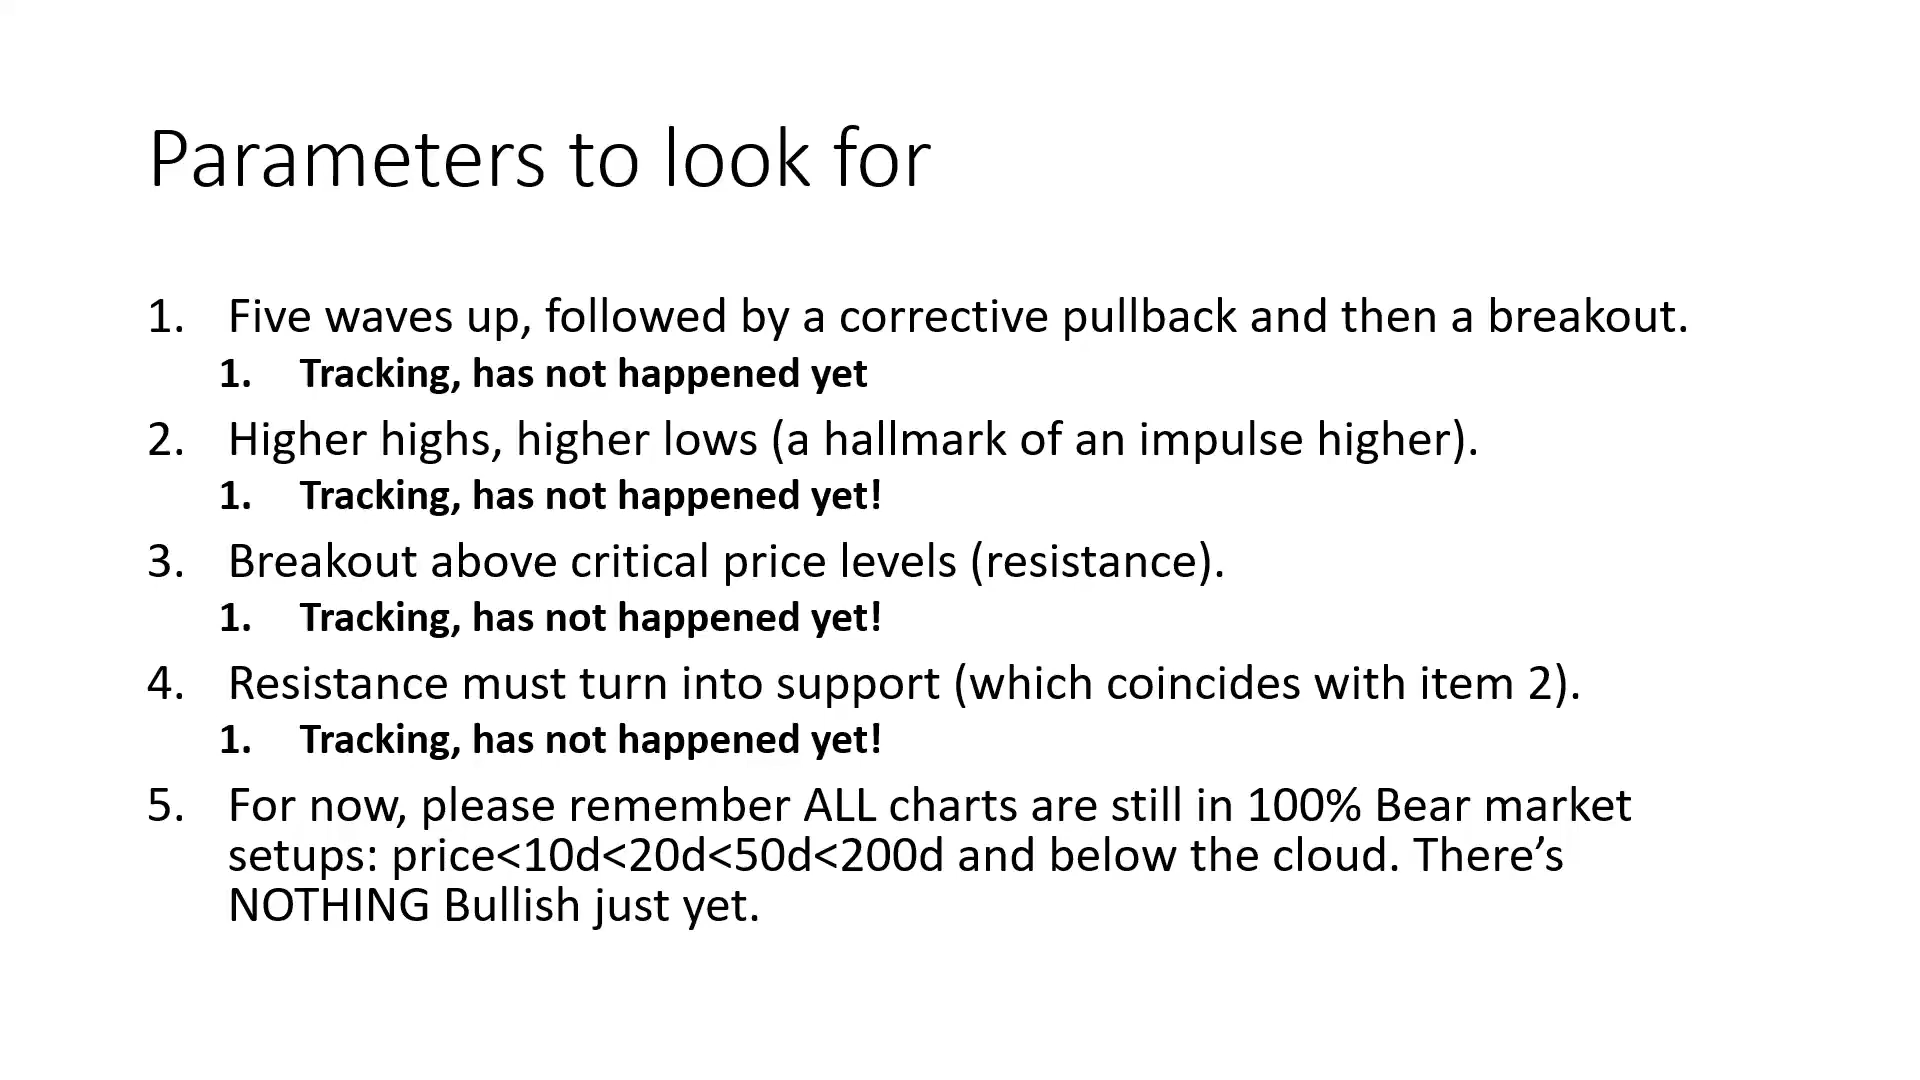 Parameters to look for
1. Five waves up, followed by a corrective pullback and then a breakout.
1. Tracking, has not happened yet
2. Higher highs, higher lows (a hallmark of an impulse higher).
1. Tracking, has not happened yet!
3. Breakout above critical price levels (resistance).
1. Tracking, has not happened yet!
4. Resistance must turn into support (which coincides with item 2).
1. Tracking, has not happened yet!
5. For now, please remember ALL charts are still in 100% Bear market
setups: price<10d<20d<50d<200d and below the cloud. There’s
NOTHING Bullish just yet.